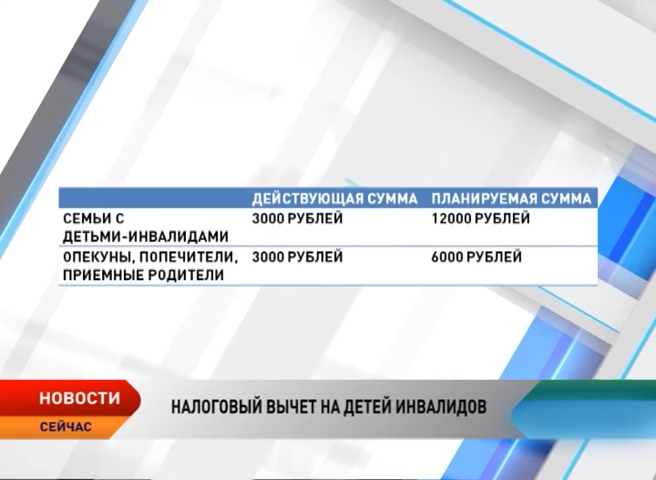 ДЕЙСТВУЮЩАЯ СУММА ПЛАНИРУЕМАЯ СУММА
СЕМЬИ С 3000 РУБЛЕЙ 12000 РУБЛЕЙ
ДЕТЬМИ-ИНВАЛИДАМИ
ОПЕКУНЫ, ПОПЕЧИТЕЛИ, 3000 РУБЛЕЙ 6000 РУБЛЕЙ
ПРИЕМНЫЕ РОДИТЕЛИ
НОВОСТИ
НАЛОГОВЫЙ ВЫЧЕТ НА ДЕТЕЙ ИНВАЛИДОВ
СЕЙЧАС